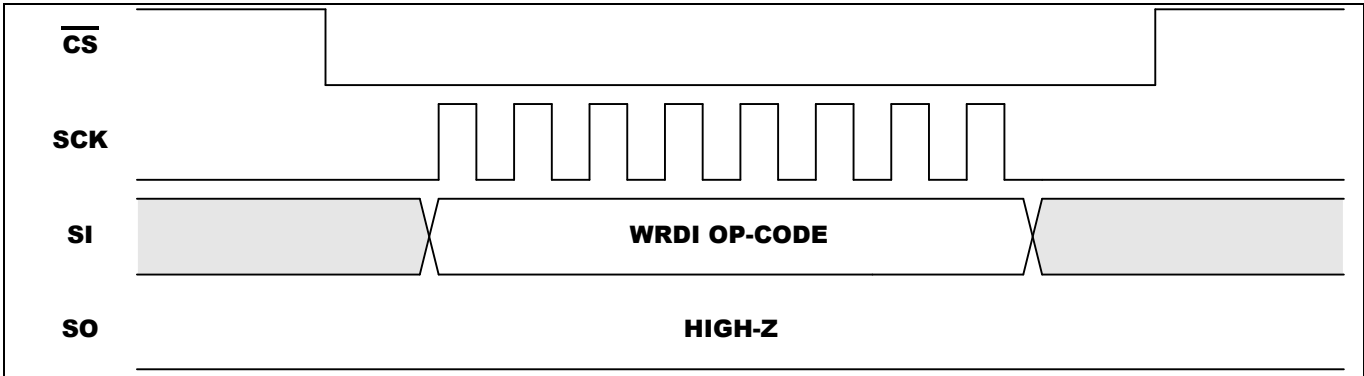 CS
SCK
SI
WRDI OP-CODE
SO
HIGH-Z